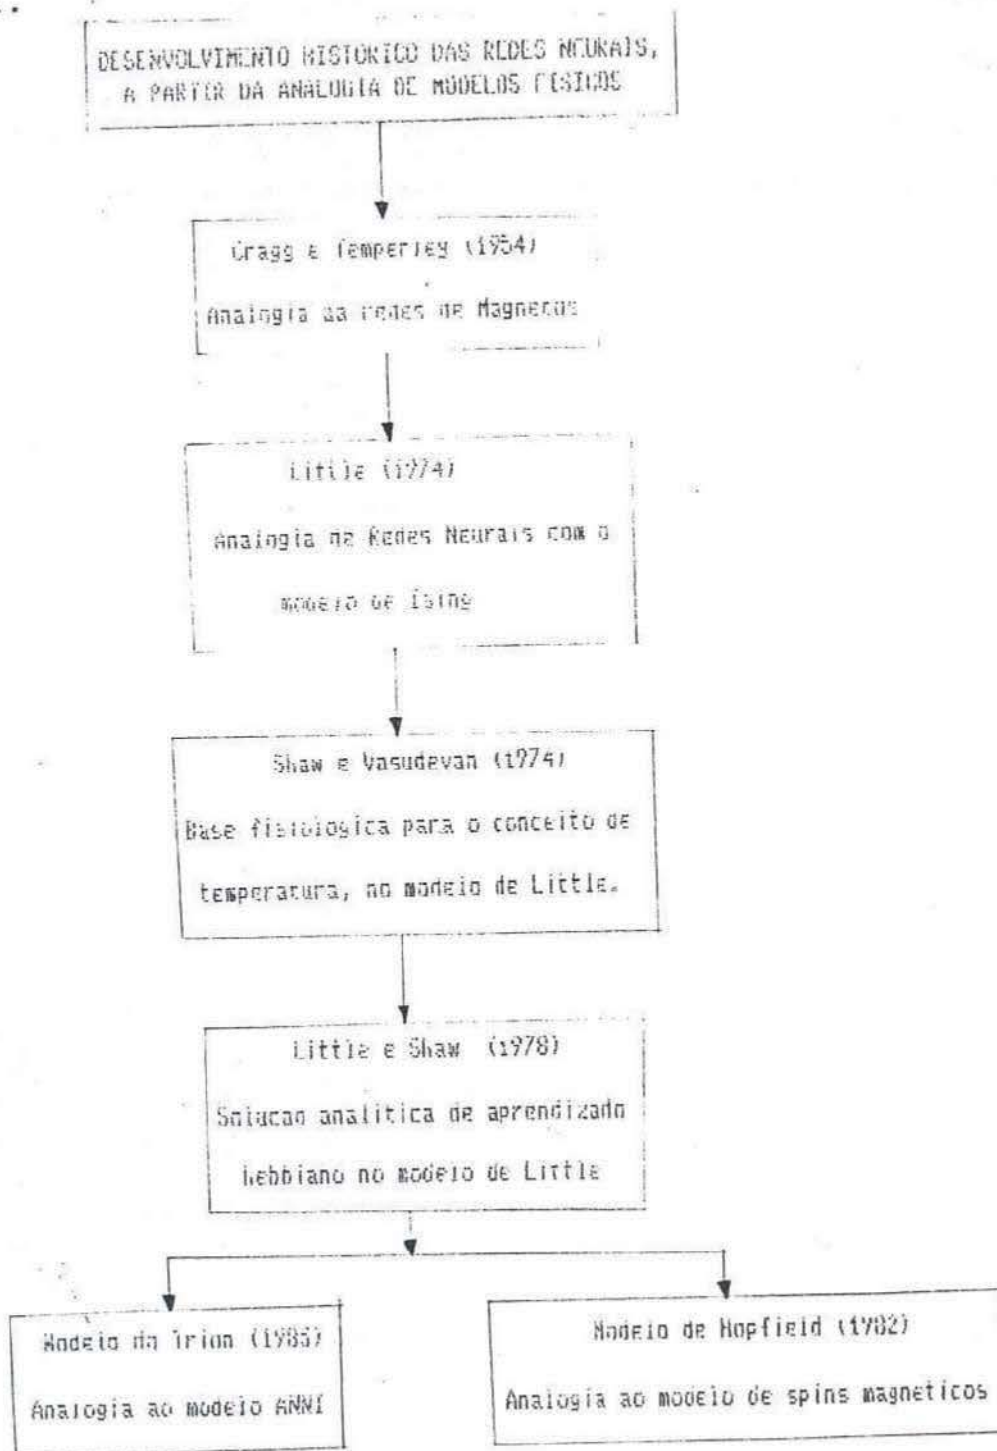 DESENVOLVIMENTO HISTORICO DAS REDES NEURAIS,
A PARTIR DA ANALOGIA DE MODELOS FISICOS
Cragg e Temperley (1954)
Analogia aa redes de Magnetos
Little (1974)
Analogia de Redes Neurais com o
modelo de Ising
Shaw e Vasudevan (1974)
Base fisiologica para o conceito de
temperatura, no modelo de Little.
Little e Shaw (1978)
Solucao analitica de aprendizado
hebbiano no modelo de Little
Modelo do Trion (1985)
Analogia ao modelo ANNI
Modelo de Hopfield (1982)
Analogia ao modelo de spins magneticos